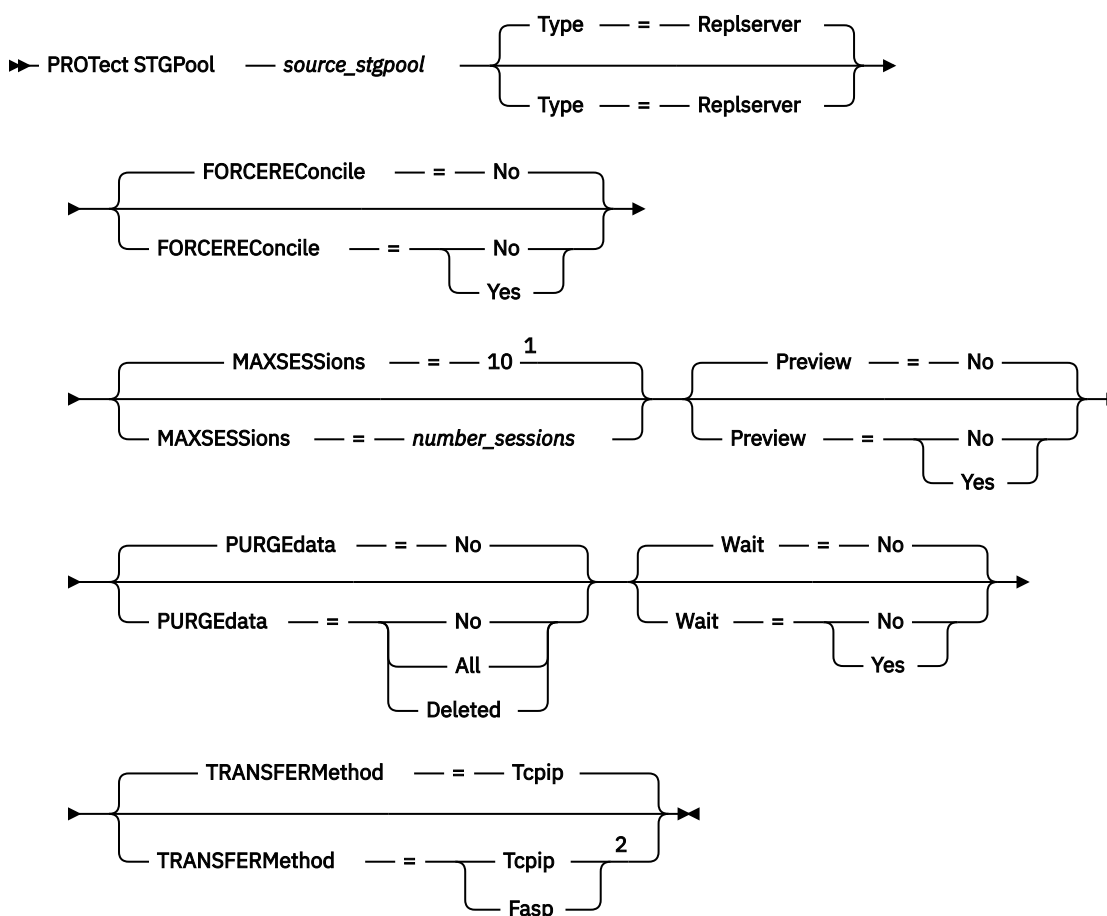 Type = Replserver
PROTect STGPool source_stgpool
Type = Replserver
FORCEREConcile = No
FORCEREConcile = No
Yes
MAXSESSions = 10 1 Preview = No
MAXSESSions = number_sessions Preview = No
Yes
PURGEdata = No Wait = No
PURGEdata = No Wait = No
All Yes
Deleted
TRANSFERMethod = Tcpip
TRANSFERMethod = Tcpip 2
Fasp